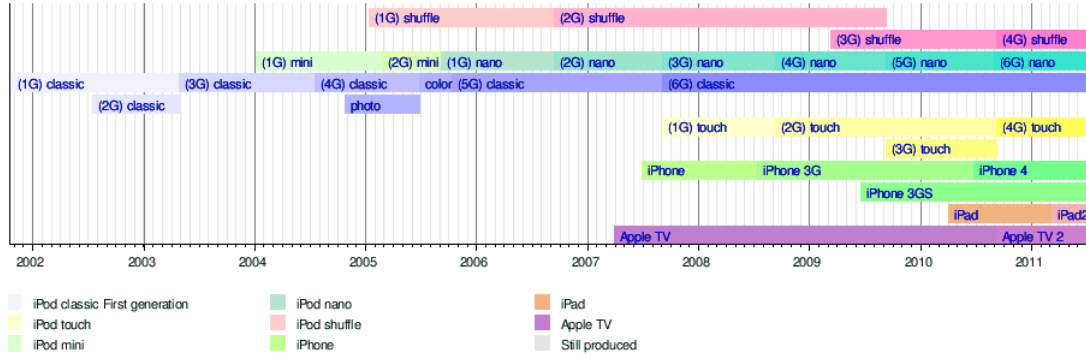 (1G) shuffle (2G) shuffle
(3G) shuffle (4G) shuffle
(1G) mini (2G) mini (1G) nano (2G) nano (3G) nano (4G) nano (5G) nano (6G) nano
(1G) classic (3G) classic (4G) classic color (5G) classic (6G) classic
(2G) classic photo
(1G) touch (2G) touch (4G) touch
(3G) touch
iPhone iPhone 3G iPhone 4
iPhone 3GS
iPad iPad2
Apple TV Apple TV 2
2002 2003 2004 2005 2006 2007 2008 2009 2010 2011
iPod classic First generation iPod nano iPad
iPod touch iPod shuffle Apple TV
iPod mini iPhone Still produced